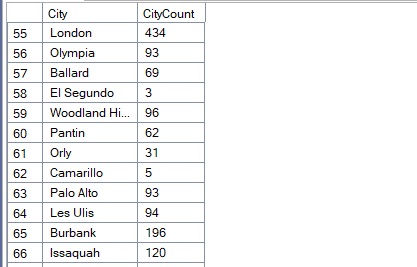 City CityCount
55 London 434
56 Olympia 93
57 Ballard 69
58 El Segundo 3
59 Woodland Hi... 96
60 Pantin 62
61 Orly 31
62 Camarillo 5
63 Palo Alto 93
64 Les Ulis 94
65 Burbank 196
66 Issaquah 120